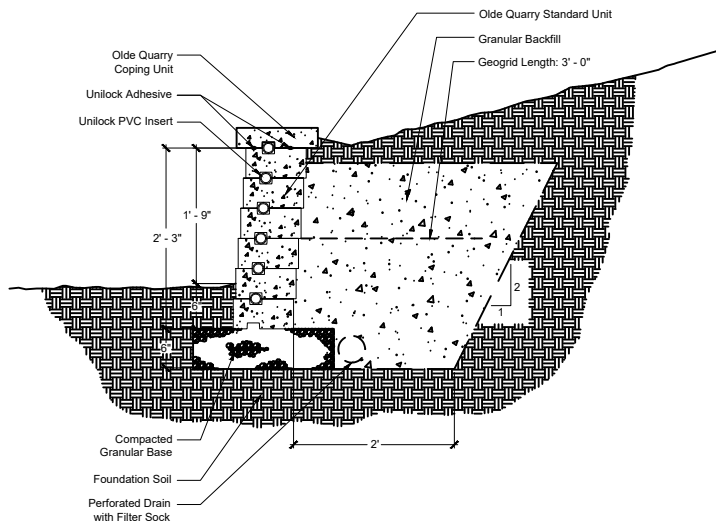 Olde Quarry Standard Unit
Granular Backfill
Geogrid Length: 3' - 0"
Olde Quarry
Coping Unit
Unilock Adhesive
Unilock PVC Insert
1' - 9"
2' - 3"
2
1
6"
6"
2'
Compacted
Granular Base
Foundation Soil
Perforated Drain
with Filter Sock